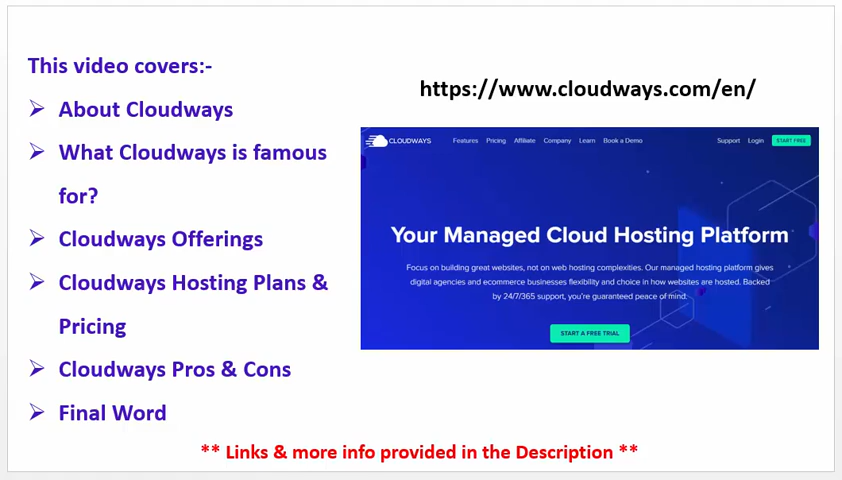 This video covers:-
About Cloudways
What Cloudways is famous
for?
Cloudways Offerings
Cloudways Hosting Plans &
Pricing
Cloudways Pros & Cons
Final Word
https://www.cloudways.com/en/
CLOUDWAYS Features Pricing Affiliate Company Learn Book a Demo Support Login START FREE
Your Managed Cloud Hosting Platform
Focus on building great websites, not on web hosting complexities. Our managed hosting platform gives
digital agencies and ecommerce businesses flexibility and choice in how websites are hosted. Backed
by 24/7/365 support, you're guaranteed peace of mind.
START A FREE TRIAL
** Links & more info provided in the Description **